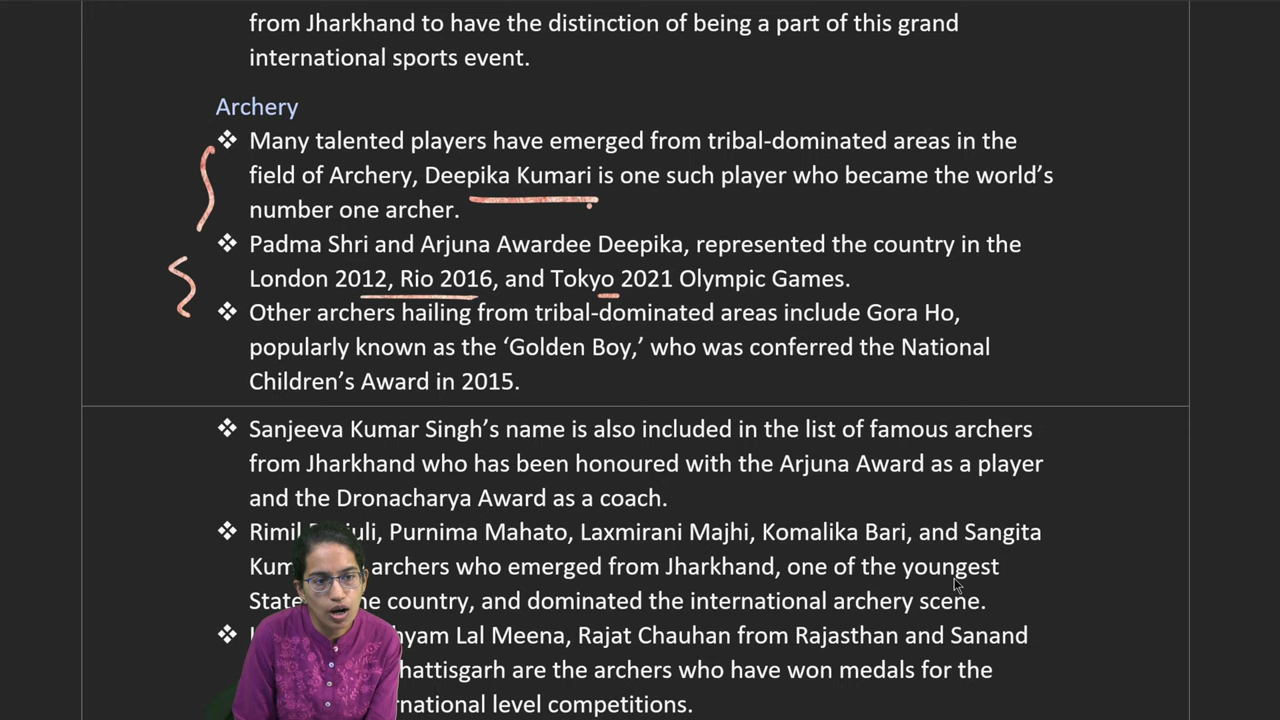 from Jharkhand to have the distinction of being a part of this grand
international sports event.
Archery
❖ Many talented players have emerged from tribal-dominated areas in the
field of Archery, Deepika Kumari is one such player who became the world’s
number one archer.
❖ Padma Shri and Arjuna Awardee Deepika, represented the country in the
London 2012, Rio 2016, and Tokyo 2021 Olympic Games.
❖ Other archers hailing from tribal-dominated areas include Gora Ho,
popularly known as the ‘Golden Boy,’ who was conferred the National
Children’s Award in 2015.
❖ Sanjeeva Kumar Singh’s name is also included in the list of famous archers
from Jharkhand who has been honoured with the Arjuna Award as a player
and the Dronacharya Award as a coach.
❖ Rimil Purnima Mahato, Laxmirani Majhi, Komalika Bari, and Sangita
archers who emerged from Jharkhand, one of the youngest
country, and dominated the international archery scene.
❖ Lal Meena, Rajat Chauhan from Rajasthan and Sanand
are the archers who have won medals for the
level competitions.